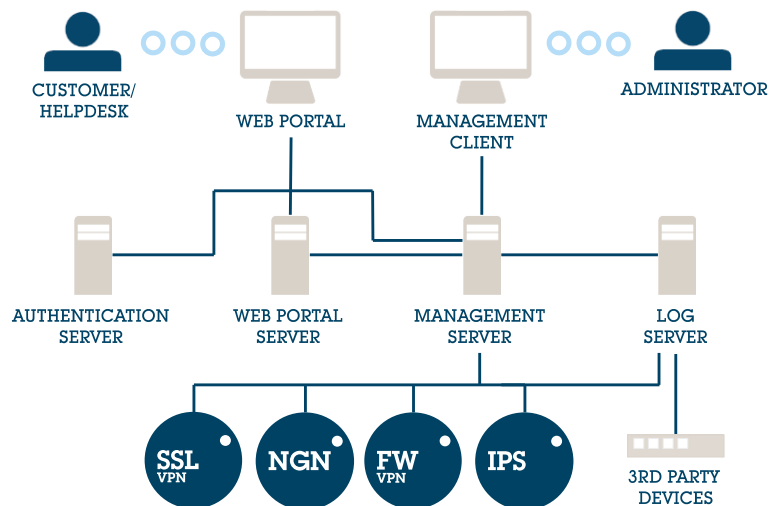 CUSTOMER/
HELPDESK
WEB PORTAL
MANAGEMENT
CLIENT
ADMINISTRATOR
AUTHENTICATION
SERVER
WEB PORTAL
SERVER
MANAGEMENT
SERVER
LOG
SERVER
SSL
VPN
NGN
FW
VPN
IPS
3RD PARTY
DEVICES